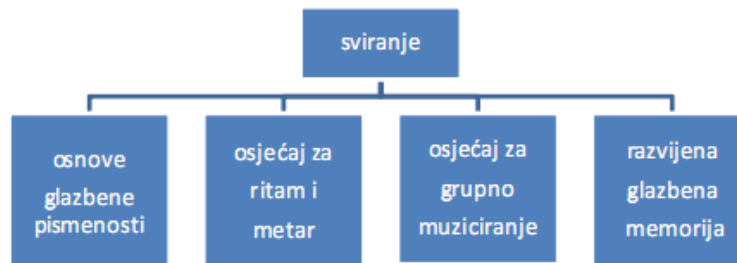 sviranje
osnove
glazbene
pismenosti
osjećaj za
ritam i
metar
osjećaj za
grupno
muziciranje
razvijena
glazbena
memorija